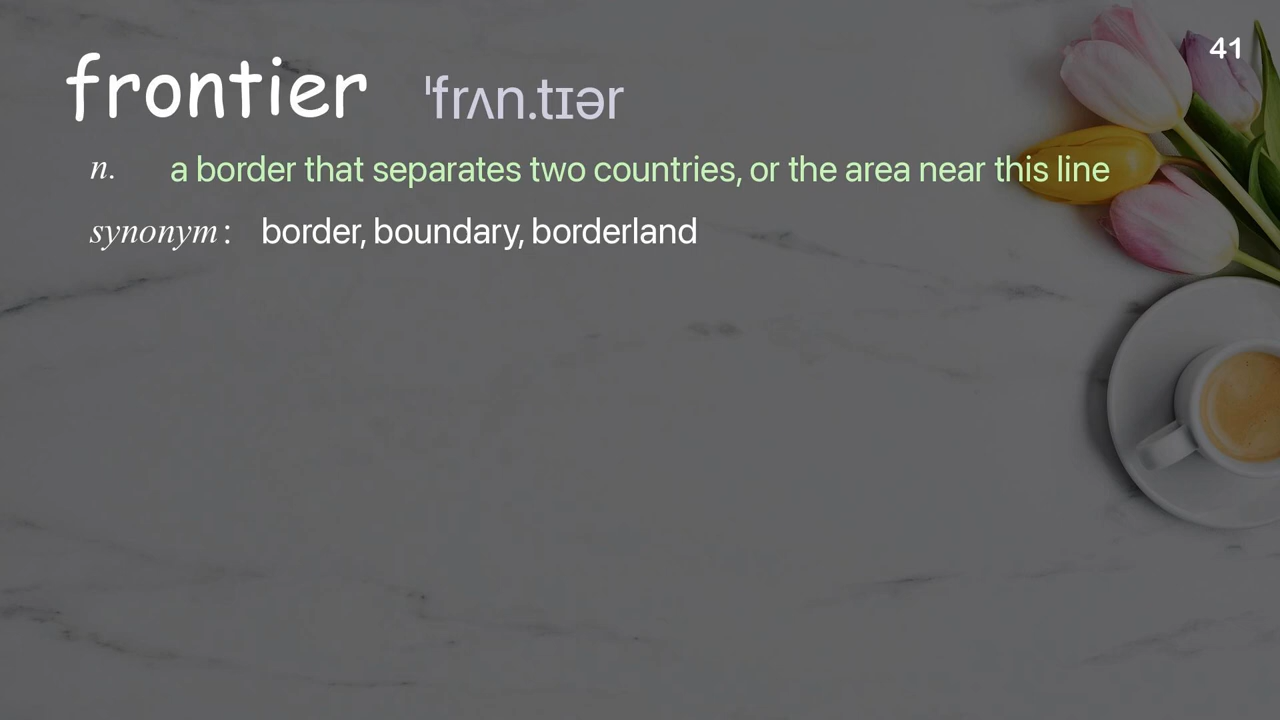 41
frontier ˈfrʌn.tɪər
n. a border that separates two countries, or the area near this line
synonym: border, boundary, borderland